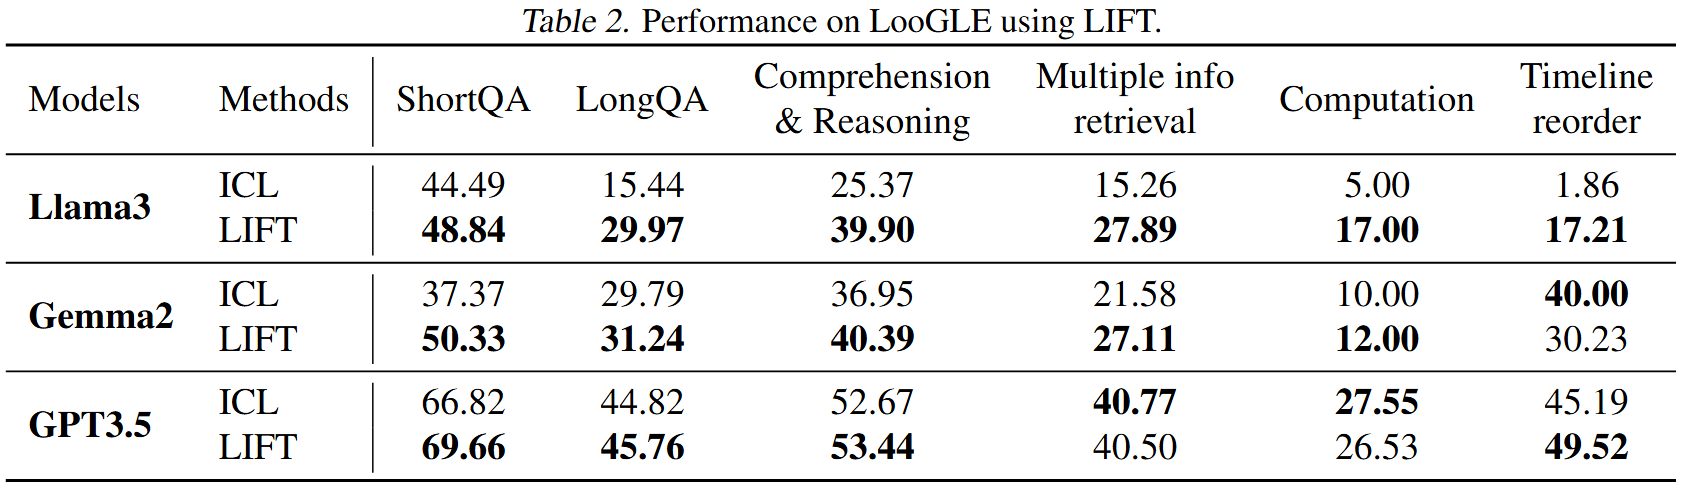 Table 2. Performance on LooGLE using LIFT.
Models Methods ShortQA LongQA Comprehension & Reasoning Multiple info retrieval Computation Timeline reorder
Llama3 ICL 44.49 15.44 25.37 15.26 5.00 1.86
LIFT 48.84 29.97 39.90 27.89 17.00 17.21
Gemma2 ICL 37.37 29.79 36.95 21.58 10.00 40.00
LIFT 50.33 31.24 40.39 27.11 12.00 30.23
GPT3.5 ICL 66.82 44.82 52.67 40.77 27.55 45.19
LIFT 69.66 45.76 53.44 40.50 26.53 49.52